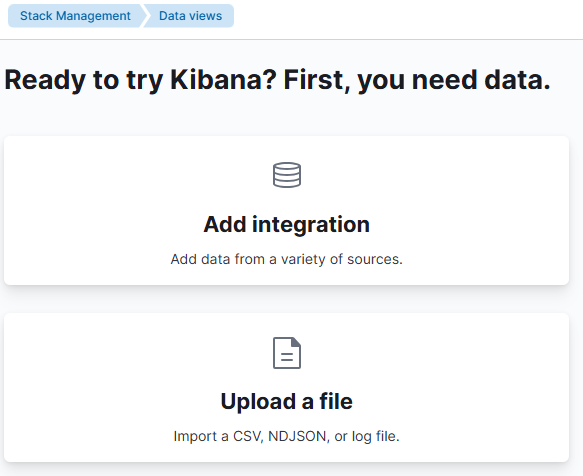 Stack Management
Data views
Ready to try Kibana? First, you need data.
Add integration
Add data from a variety of sources.
Upload a file
Import a CSV, NDJSON, or log file.